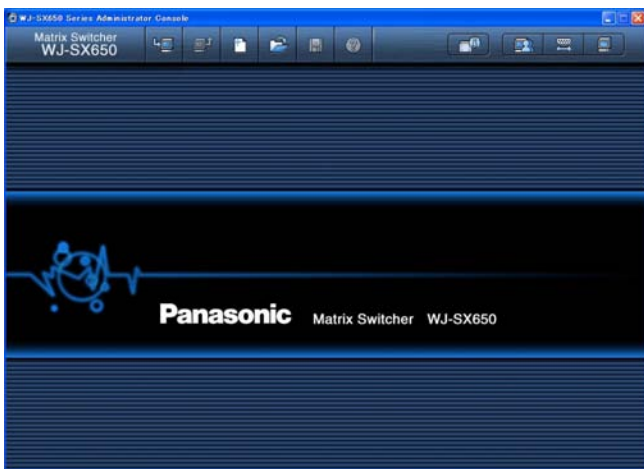 WJ-SX650 Series Administrator Console
Matrix Switcher
WJ-SX650
Panasonic Matrix Switcher WJ-SX650